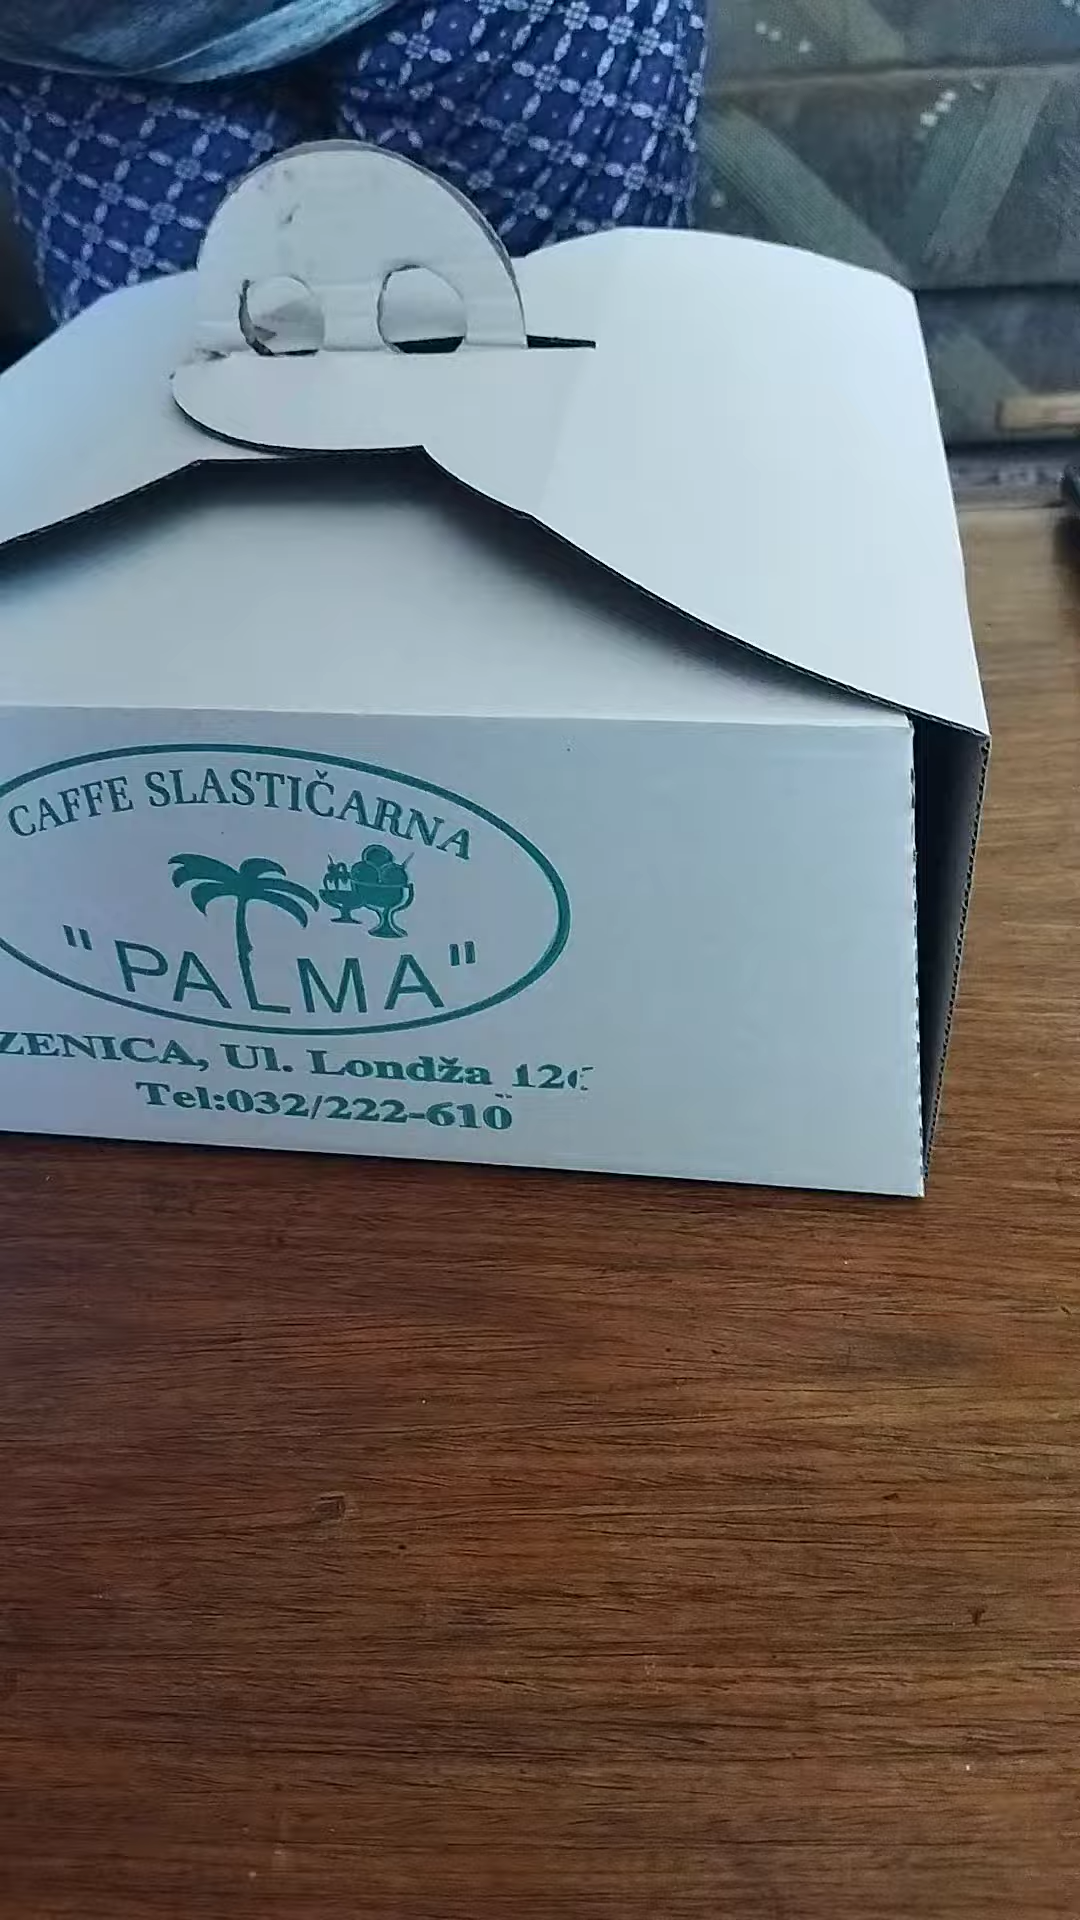 CAFFE SLASTIČARNA
"PALMA"
ZENICA, Ul. Londža
Tel:032/222-610